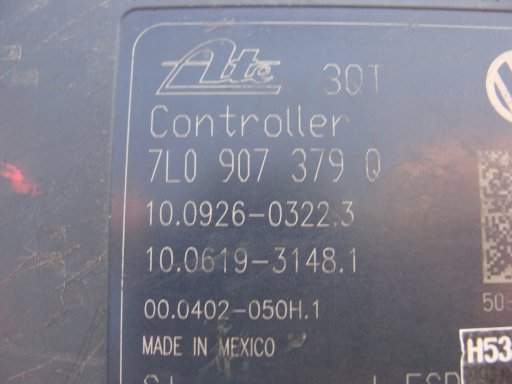 Ate 3QT
Controller
7L0 907 379 Q
10.0926-0322.3
10.0619-3148.1
00.0402-050H.1
MADE IN MEXICO
H53